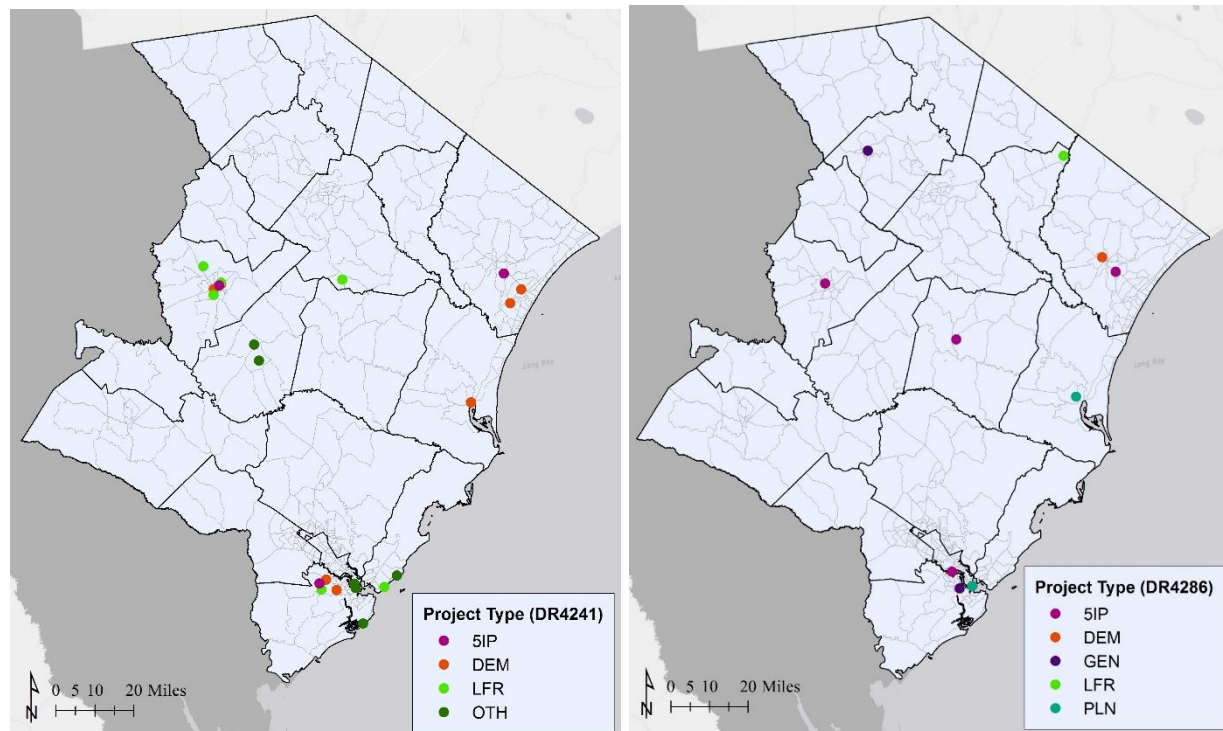 Long Bay
Project Type (DR4241)
5IP
DEM
LFR
OTH
N
0 5 10 20 Miles
Long Bay
Project Type (DR4286)
5IP
DEM
GEN
LFR
PLN
N
0 5 10 20 Miles